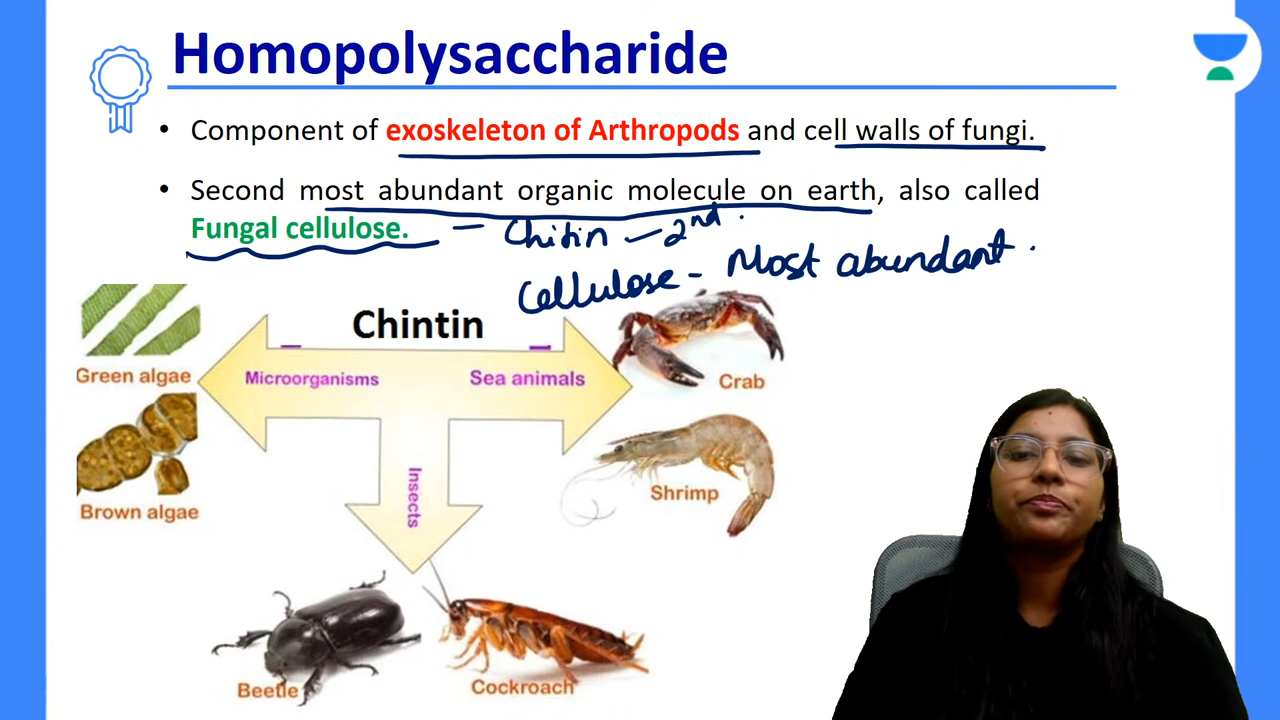 Homopolysaccharide
• Component of exoskeleton of Arthropods and cell walls of fungi.
• Second most abundant organic molecule on earth, also called
Fungal cellulose. – Chitin – 2nd.
Cellulose - Most abundant.
Chintin
Green algae
Microorganisms
Sea animals
Crab
Insects
Shrimp
Brown algae
Beetle
Cockroach